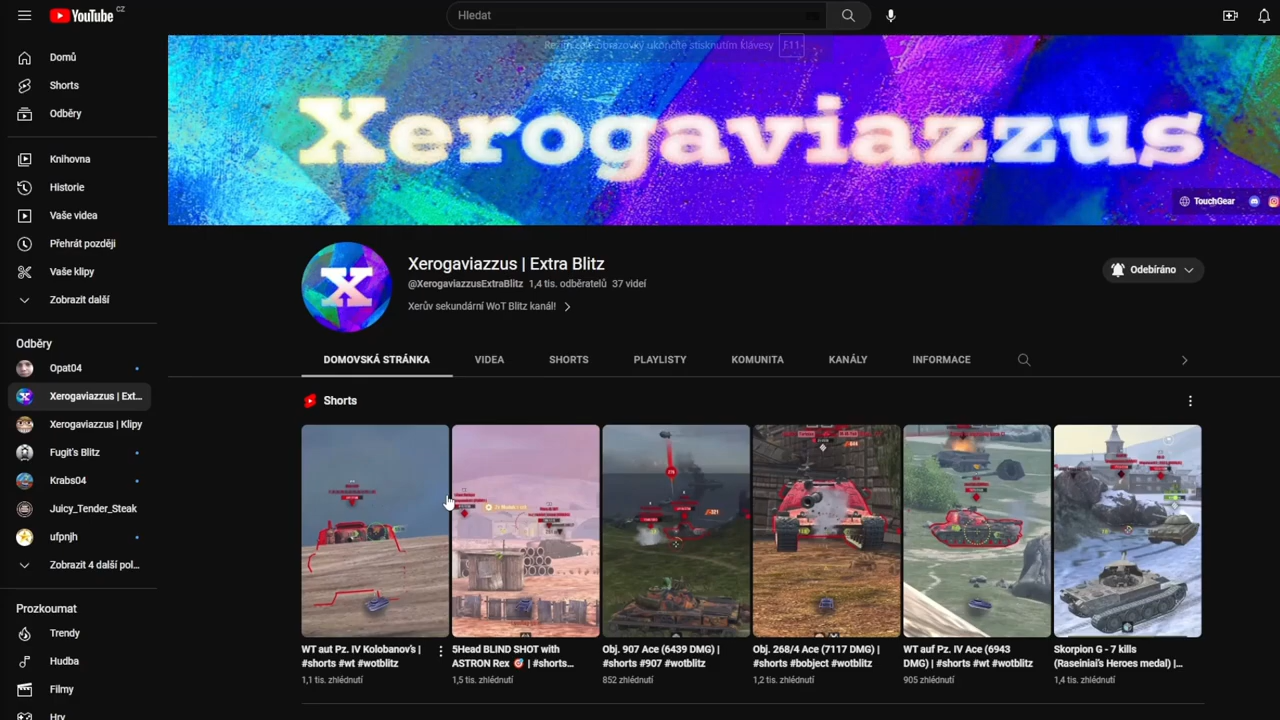 YouTube CZ
Hledat
Režim celé obrazovky ukončíte stisknutím klávesy F11
Domů
Shorts
Odběry
Knihovna
Historie
Vaše videa
Přehrát později
Vaše klipy
Zobrazit další
Odběry
Opat04
Xerogaviazzus | Ext...
Xerogaviazzus | Klipy
Fugit's Blitz
Krabs04
Juicy_Tender_Steak
ufpnjh
Zobrazit 4 další pol...
Prozkoumat
Trendy
Hudba
Filmy
Hry
Xerogaviazzus
TouchGear
X
Xerogaviazzus | Extra Blitz
@XerogaviazzusExtraBlitz 1,4 tis. odběratelů 37 videí
Xerův sekundární WoT Blitz kanál!
Odebíráno
DOMOVSKÁ STRÁNKA VIDEA SHORTS PLAYLISTY KOMUNITA KANÁLY INFORMACE
Shorts
WT aut Pz. IV Kolobanov's |
#shorts #wt #wotblitz
1,1 tis. zhlédnutí
5Head BLIND SHOT with
ASTRON Rex 🎯 | #shorts...
1,5 tis. zhlédnutí
Obj. 907 Ace (6439 DMG) |
#shorts #907 #wotblitz
852 zhlédnutí
Obj. 268/4 Ace (7117 DMG) |
#shorts #bobject #wotblitz
1,2 tis. zhlédnutí
WT auf Pz. IV Ace (6943
DMG) | #shorts #wt #wotblitz
905 zhlédnutí
Skorpion G - 7 kills
(Raseiniai's Heroes medal) |...
1,4 tis. zhlédnutí